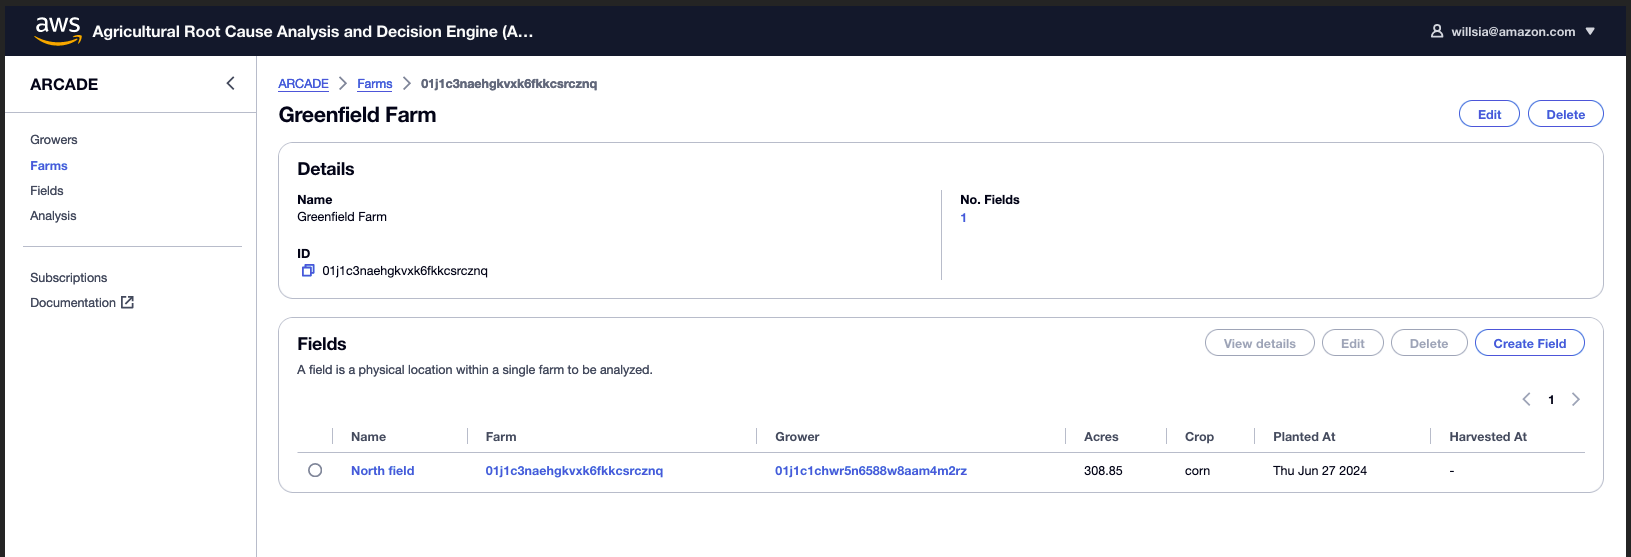 aws Agricultural Root Cause Analysis and Decision Engine (A... willsia@amazon.com
ARCADE
Growers
Farms
Fields
Analysis
Subscriptions
Documentation
ARCADE Farms 01j1c3naehgkvxk6fkkcsrcznq
Greenfield Farm Edit Delete
Details
Name
Greenfield Farm
ID
01j1c3naehgkvxk6fkkcsrcznq
No. Fields
1
Fields View details Edit Delete Create Field
A field is a physical location within a single farm to be analyzed.
1
Name Farm Grower Acres Crop Planted At Harvested At
North field 01j1c3naehgkvxk6fkkcsrcznq 01j1c1chwr5n6588w8aam4m2rz 308.85 corn Thu Jun 27 2024 -